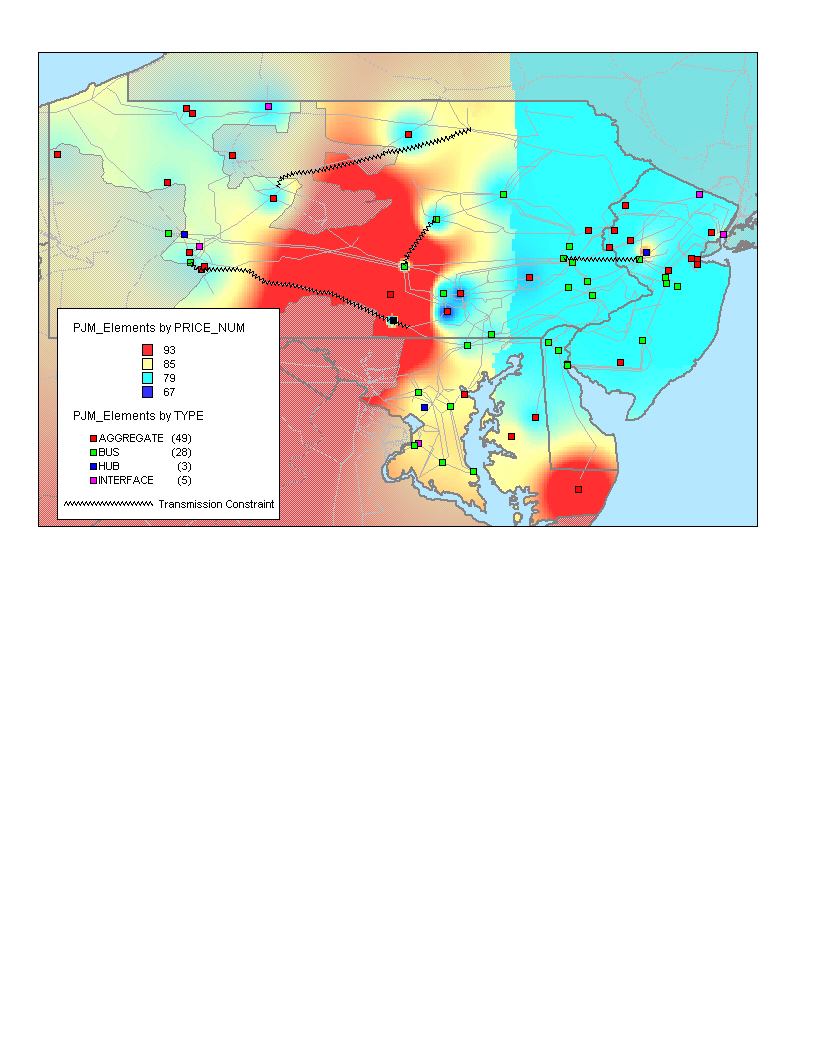 PJM_Elements by PRICE_NUM
93
85
79
67
PJM_Elements by TYPE
AGGREGATE (49)
BUS (28)
HUB (3)
INTERFACE (5)
Transmission Constraint